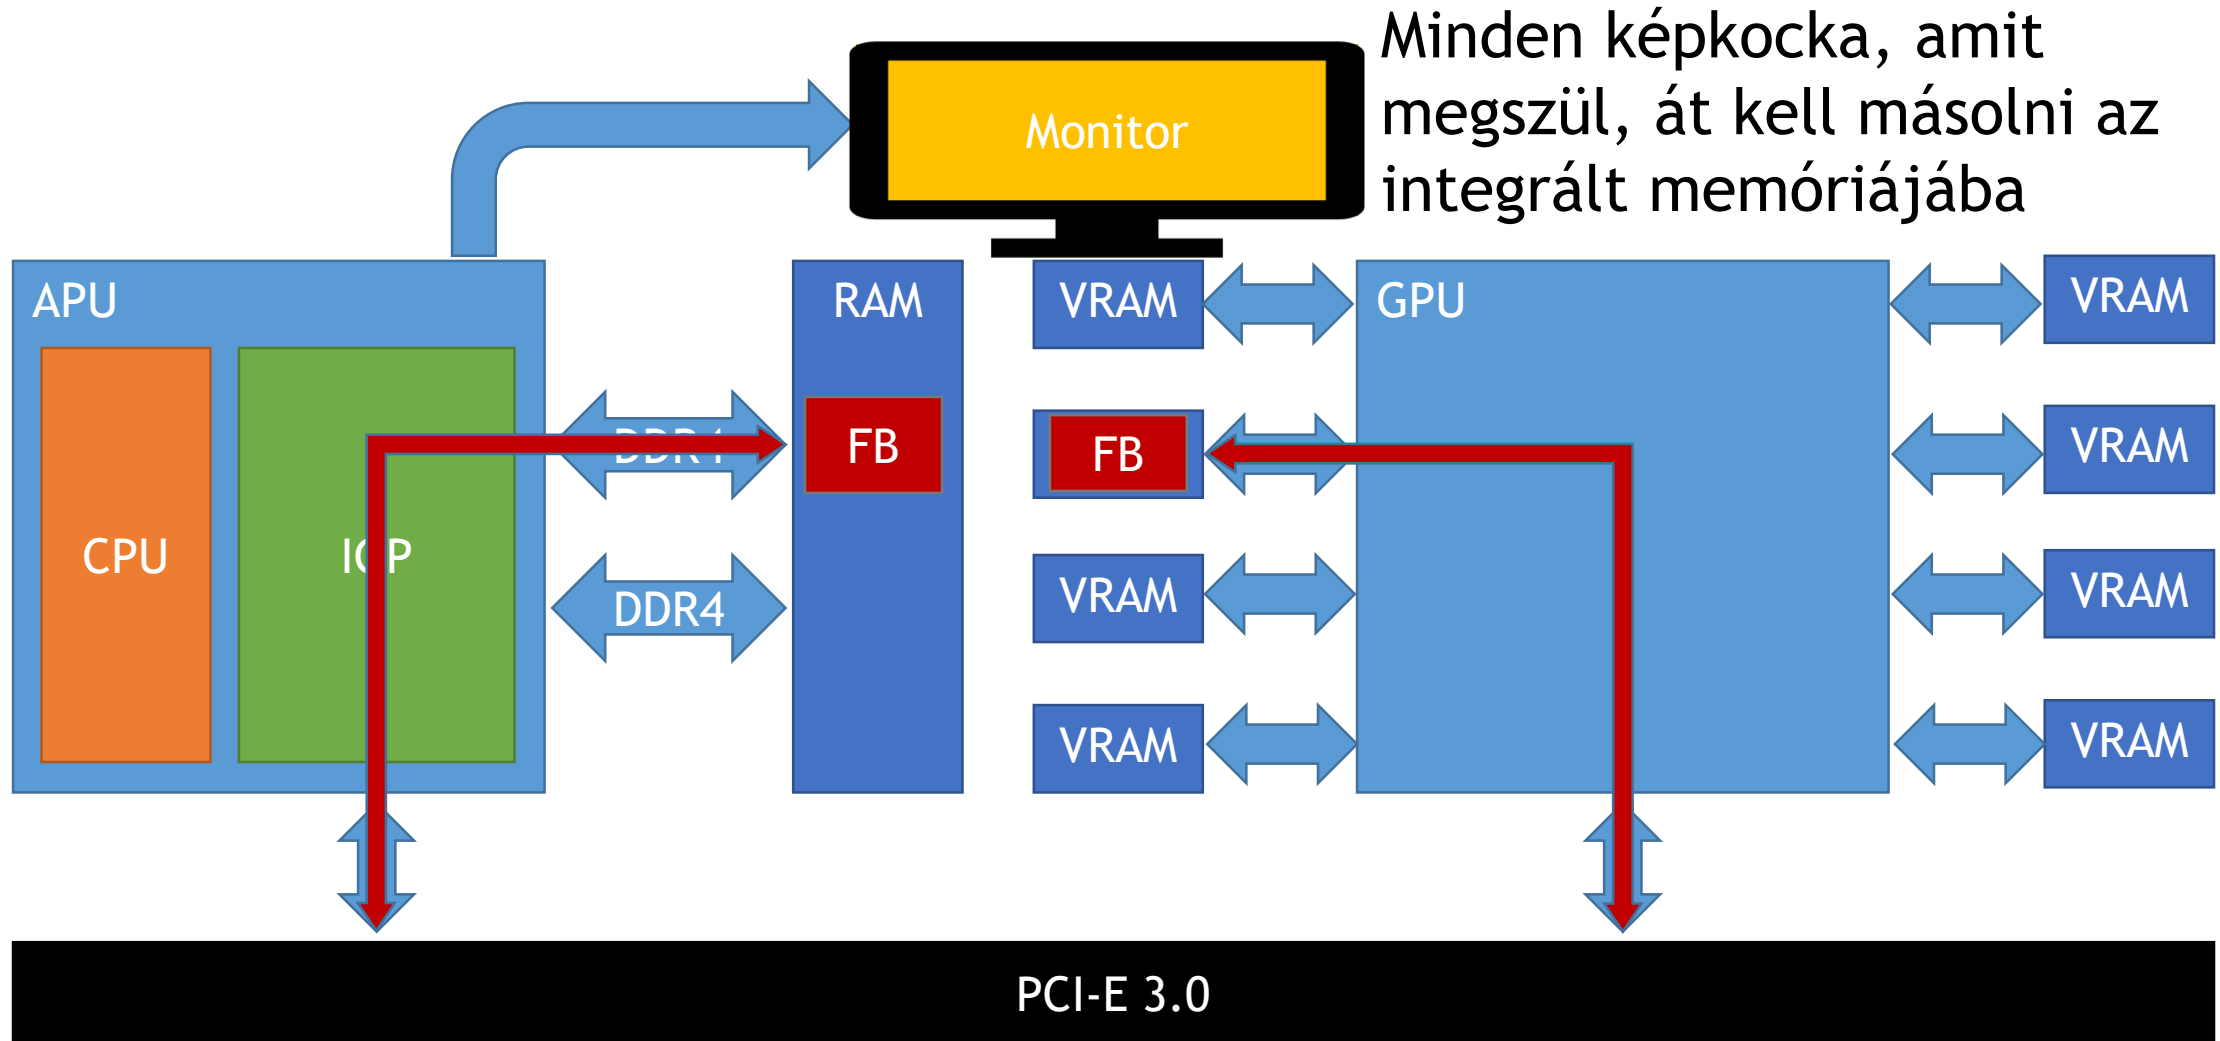 Minden képkocka, amit
megszül, át kell másolni az
integrált memóriájába
Monitor
APU
RAM
VRAM
GPU
VRAM
FB
FB
VRAM
CPU
DDR4
VRAM
VRAM
VRAM
VRAM
PCI-E 3.0